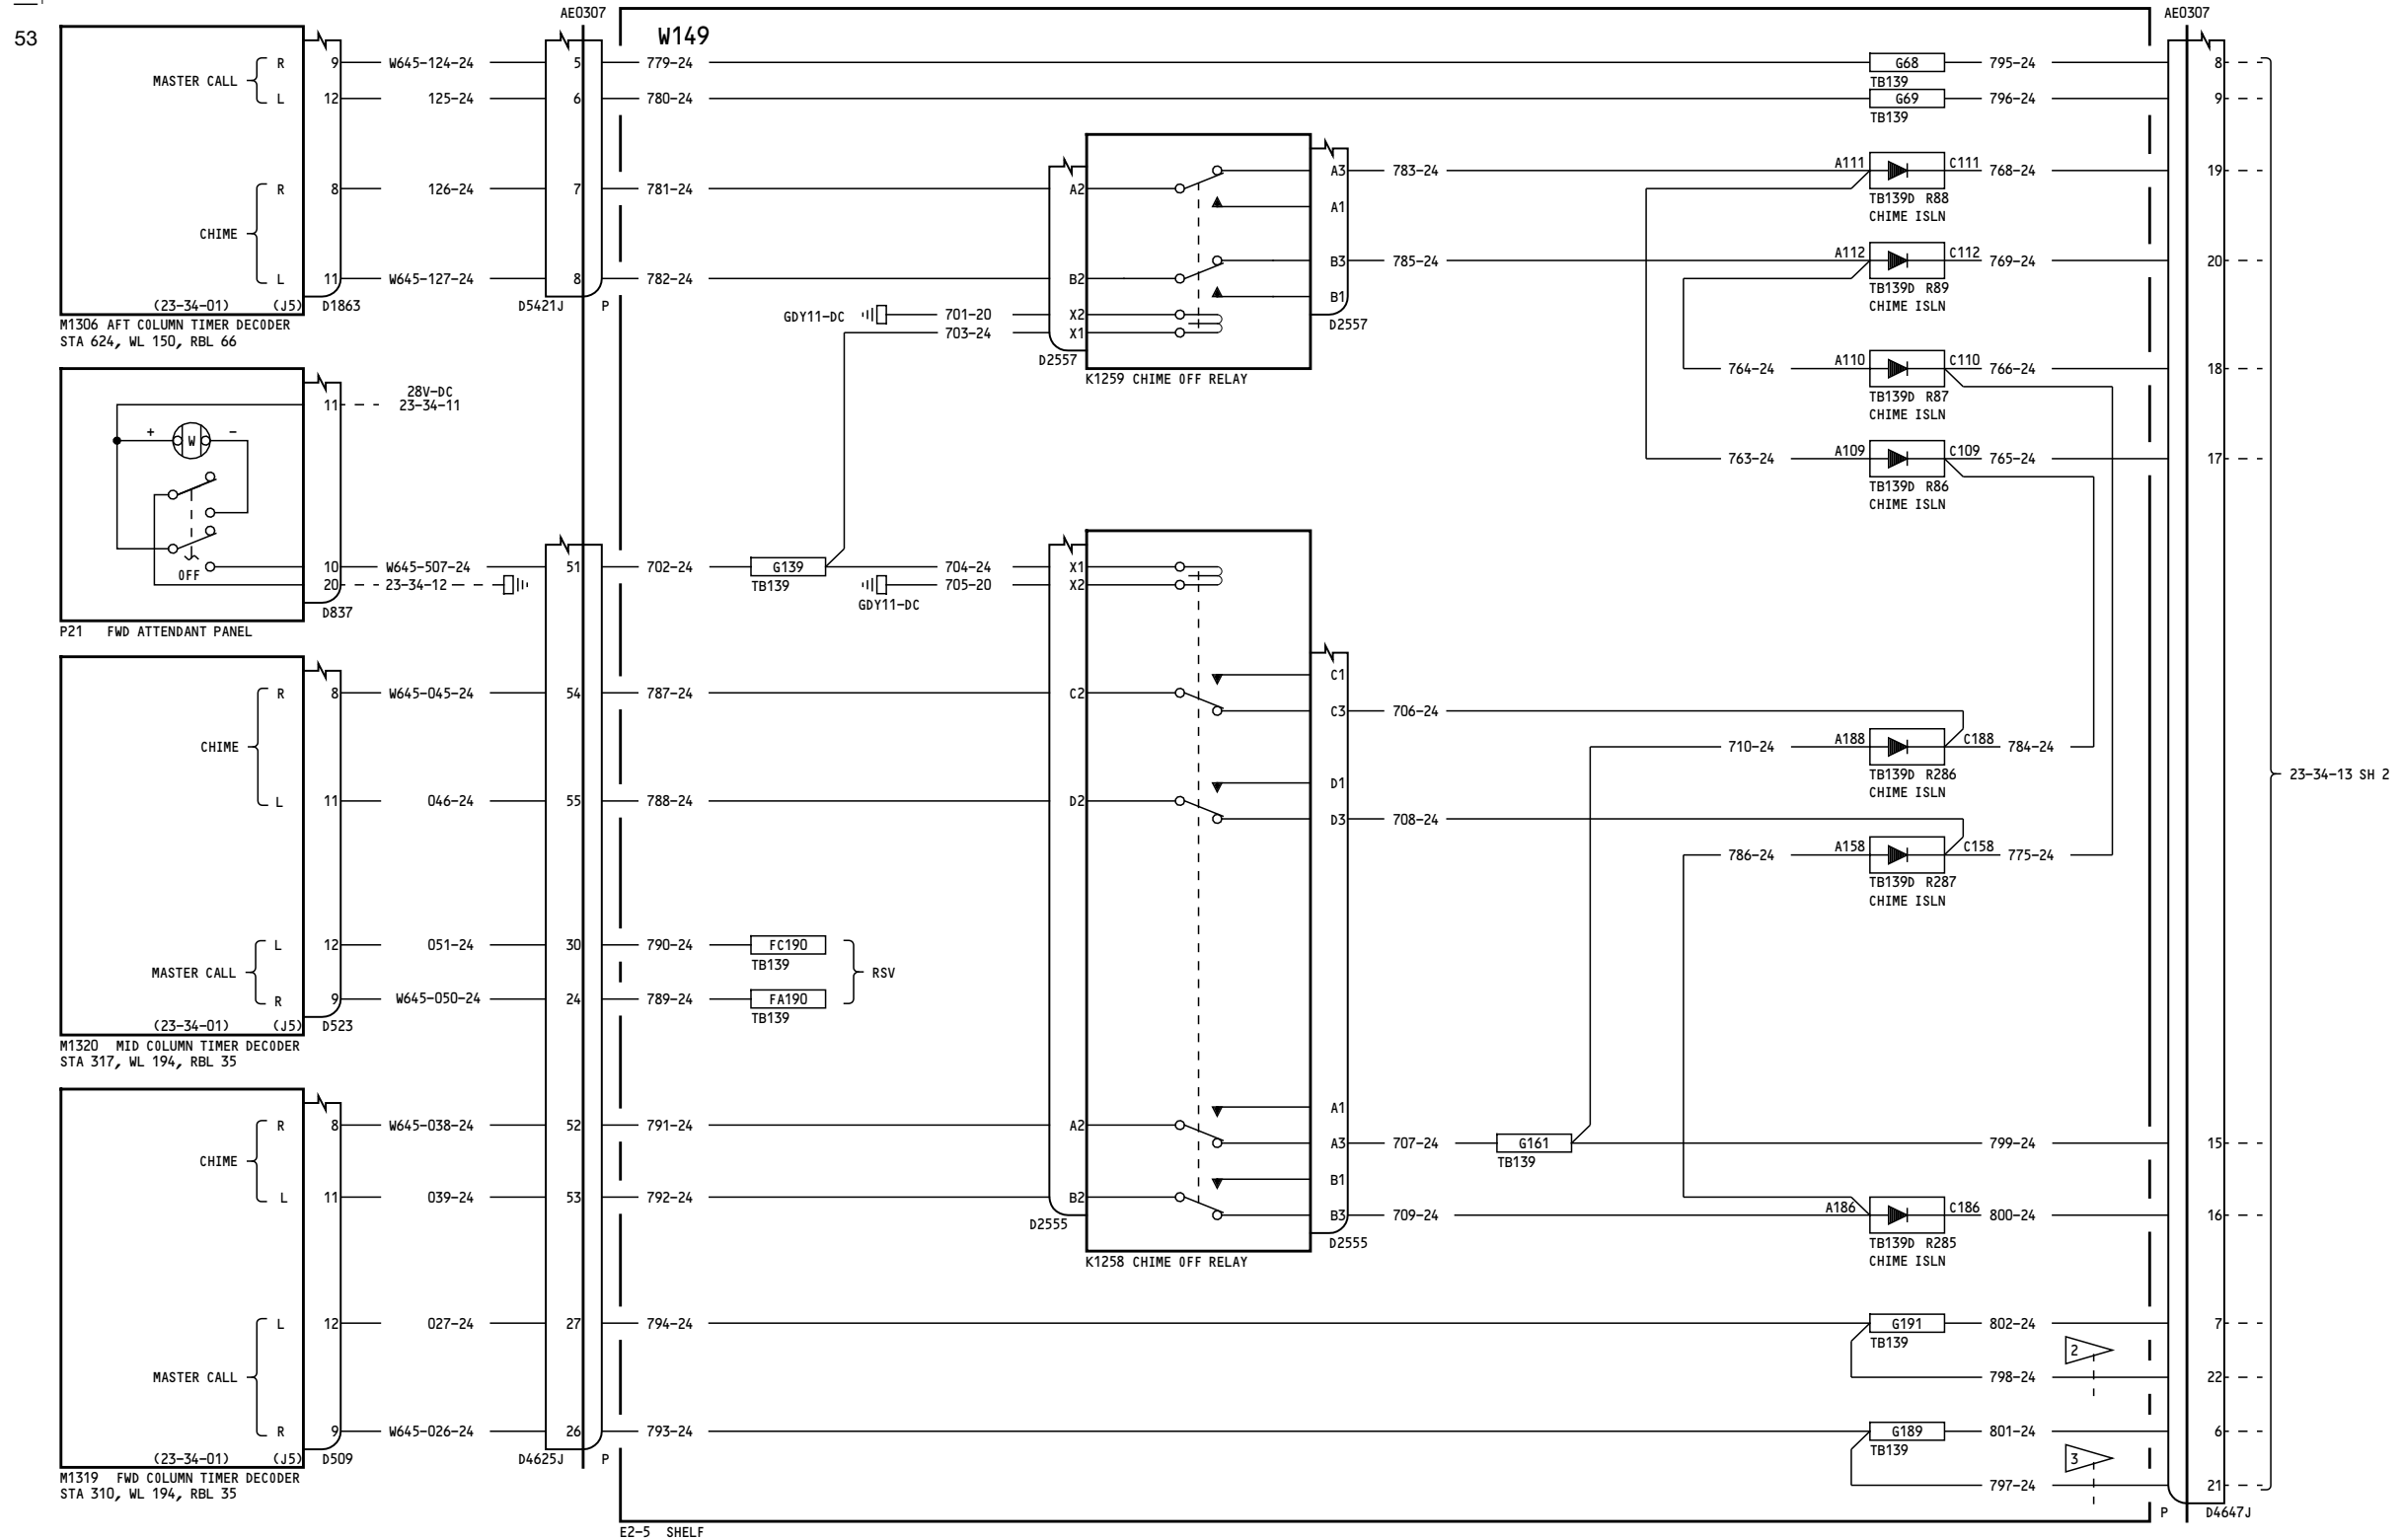 53
AE0307
W149
AE0307
MASTER CALL
R
9
W645-124-24
5
779-24
G68
TB139
795-24
8
L
12
125-24
6
780-24
G69
TB139
796-24
9
CHIME
R
8
126-24
7
781-24
A2
A3
783-24
A111
C111
768-24
19
TB139D R88
CHIME ISLN
A1
L
11
W645-127-24
8
782-24
B2
B3
785-24
A112
C112
769-24
20
TB139D R89
CHIME ISLN
B1
(23-34-01)
(J5)
D1863
D5421J
P
M1306 AFT COLUMN TIMER DECODER
STA 624, WL 150, RBL 66
GDY11-DC
701-20
X2
703-24
X1
D2557
D2557
K1259 CHIME OFF RELAY
764-24
A110
C110
766-24
18
TB139D R87
CHIME ISLN
763-24
A109
C109
765-24
17
TB139D R86
CHIME ISLN
11
28V-DC
23-34-11
+
W
-
OFF
10
W645-507-24
51
702-24
G139
TB139
704-24
X1
20
23-34-12
GDY11-DC
705-20
X2
D837
P21 FWD ATTENDANT PANEL
CHIME
R
8
W645-045-24
54
787-24
C2
C1
C3
706-24
710-24
A188
C188
784-24
TB139D R286
CHIME ISLN
23-34-13 SH 2
L
11
046-24
55
788-24
D2
D1
D3
708-24
786-24
A158
C158
775-24
TB139D R287
CHIME ISLN
MASTER CALL
L
12
051-24
30
790-24
FC190
TB139
RSV
R
9
W645-050-24
24
789-24
FA190
TB139
(23-34-01)
(J5)
D523
M1320 MID COLUMN TIMER DECODER
STA 317, WL 194, RBL 35
CHIME
R
8
W645-038-24
52
791-24
A2
A1
A3
707-24
G161
TB139
799-24
15
L
11
039-24
53
792-24
B2
B1
B3
709-24
A186
C186
800-24
16
TB139D R285
CHIME ISLN
D2555
D2555
K1258 CHIME OFF RELAY
MASTER CALL
L
12
027-24
27
794-24
G191
TB139
802-24
7
2
798-24
22
R
9
W645-026-24
26
793-24
G189
TB139
801-24
6
3
797-24
21
(23-34-01)
(J5)
D509
D4625J
P
M1319 FWD COLUMN TIMER DECODER
STA 310, WL 194, RBL 35
P
D4647J
E2-5 SHELF